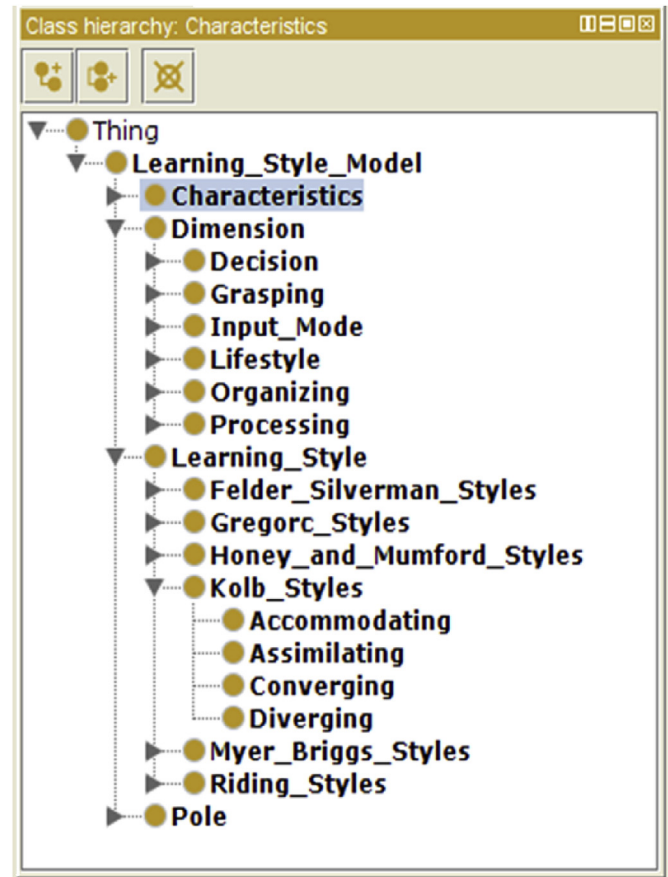 Class hierarchy: Characteristics
Thing
Learning_Style_Model
Characteristics
Dimension
Decision
Grasping
Input_Mode
Lifestyle
Organizing
Processing
Learning_Style
Felder_Silverman_Styles
Gregorc_Styles
Honey_and_Mumford_Styles
Kolb_Styles
Accommodating
Assimilating
Converging
Diverging
Myer_Briggs_Styles
Riding_Styles
Pole